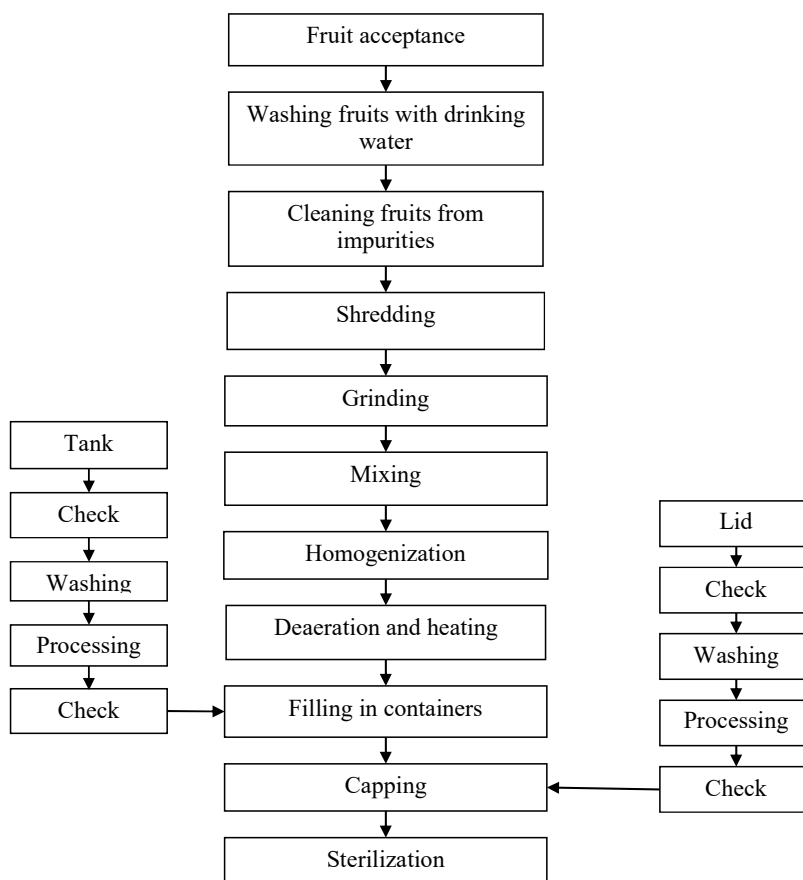 Fruit acceptance
Washing fruits with drinking
water
Cleaning fruits from
impurities
Shredding
Grinding
Mixing
Homogenization
Deaeration and heating
Filling in containers
Capping
Sterilization
Tank
Check
Washing
Processing
Check
Lid
Check
Washing
Processing
Check